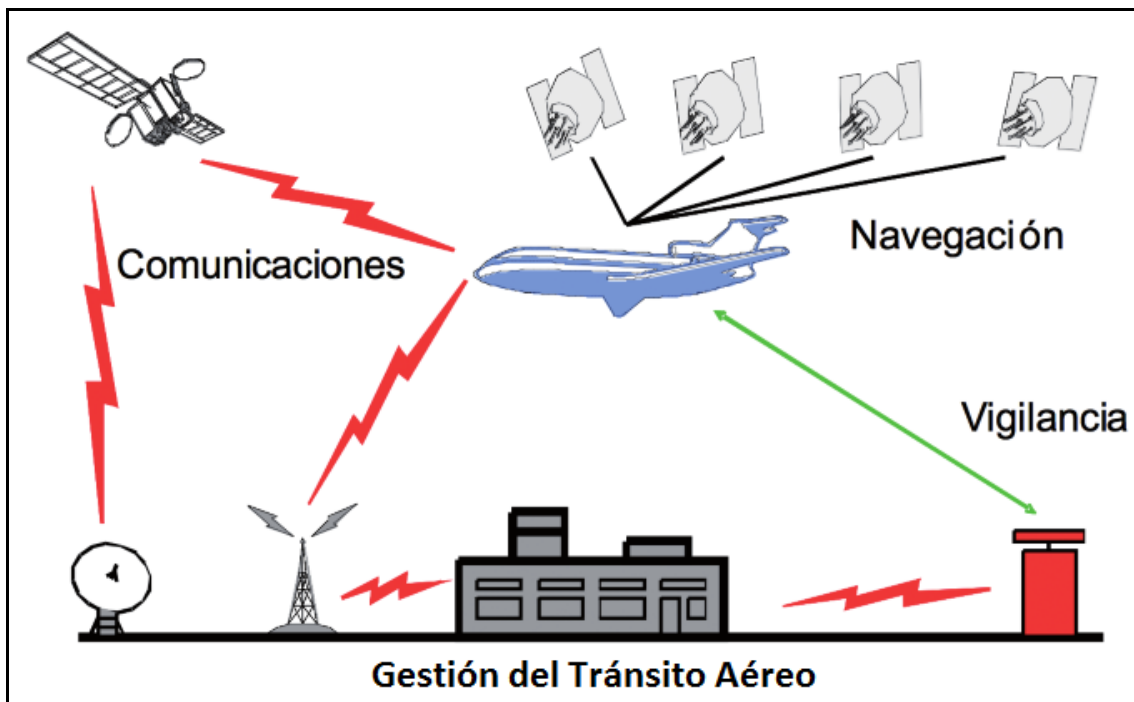 Comunicaciones
Navegación
Vigilancia
Gestión del Tránsito Aéreo